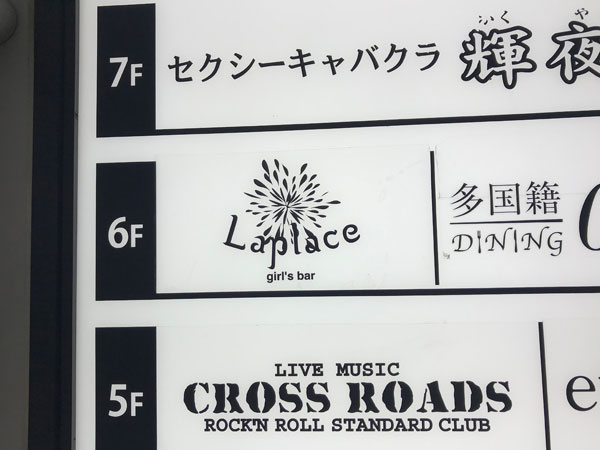 7F
セクシーキャバクラ
ふくや
輝夜
6F
Laplace
girl's bar
多国籍
DINING
5F
LIVE MUSIC
CROSS ROADS
ROCK'N ROLL STANDARD CLUB